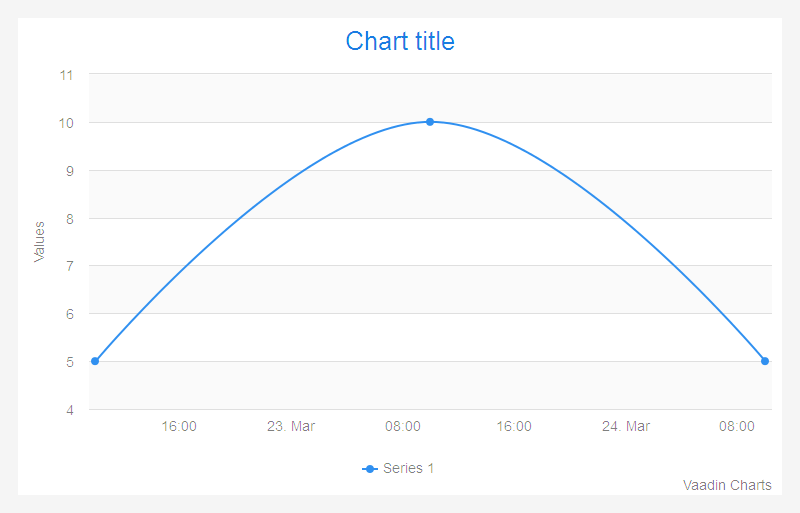 Chart title
Values
11
10
9
8
7
6
5
4
16:00
23. Mar
08:00
16:00
24. Mar
08:00
Series 1
Vaadin Charts